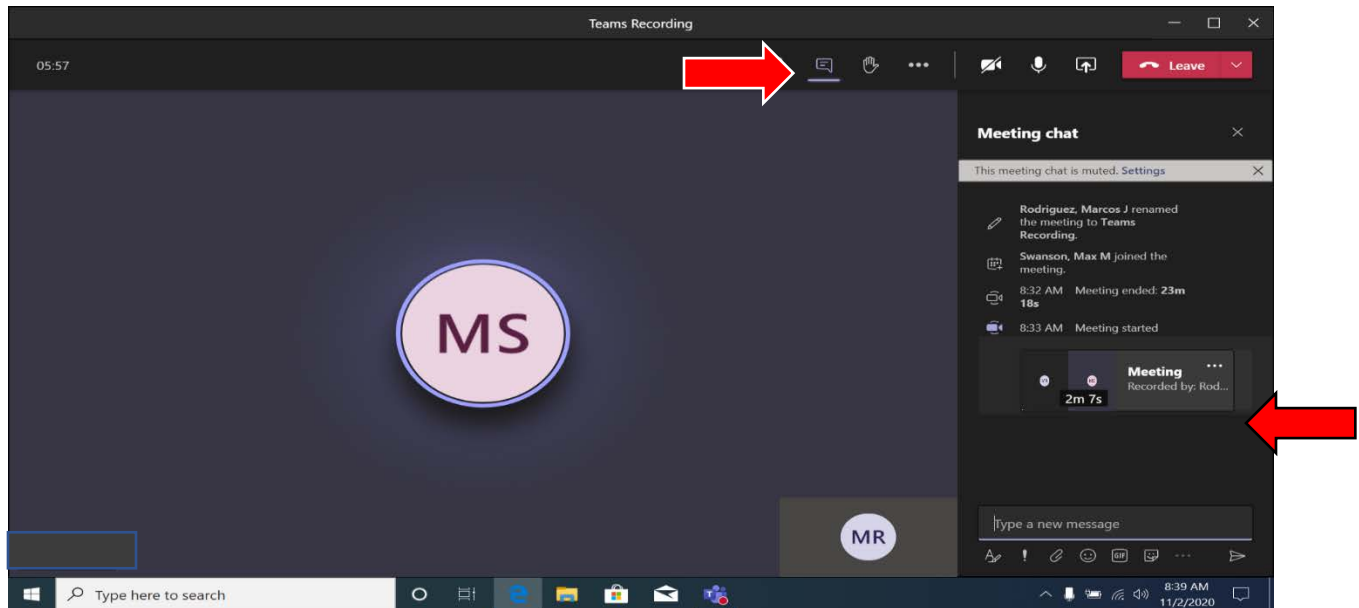 Teams Recording
05:57
Leave
Meeting chat
This meeting chat is muted. Settings
Rodriguez, Marcos J renamed
the meeting to Teams
Recording.
Swanson, Max M joined the
meeting.
8:32 AM Meeting ended: 23m
18s
8:33 AM Meeting started
Meeting
Recorded by: Rod...
2m 7s
MS
MR
Type a new message
GIF
Type here to search
8:39 AM
11/2/2020